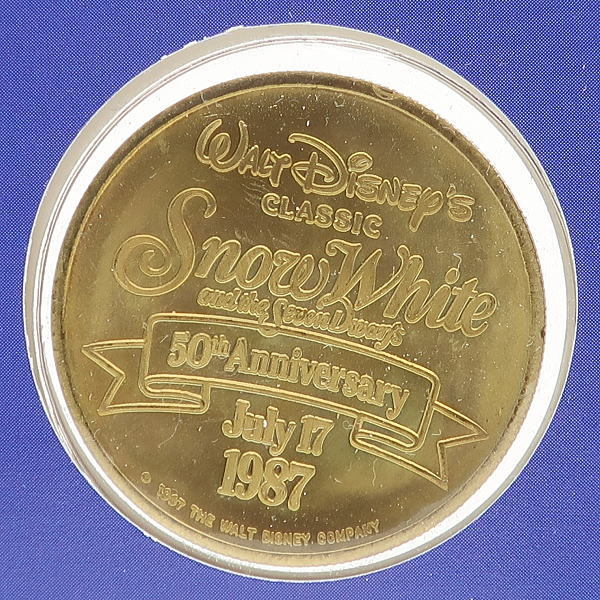 WALT DISNEY'S
CLASSIC
Snow White
and the Seven Dwarfs
50th Anniversary
July 17
1987
© 1987 THE WALT DISNEY COMPANY